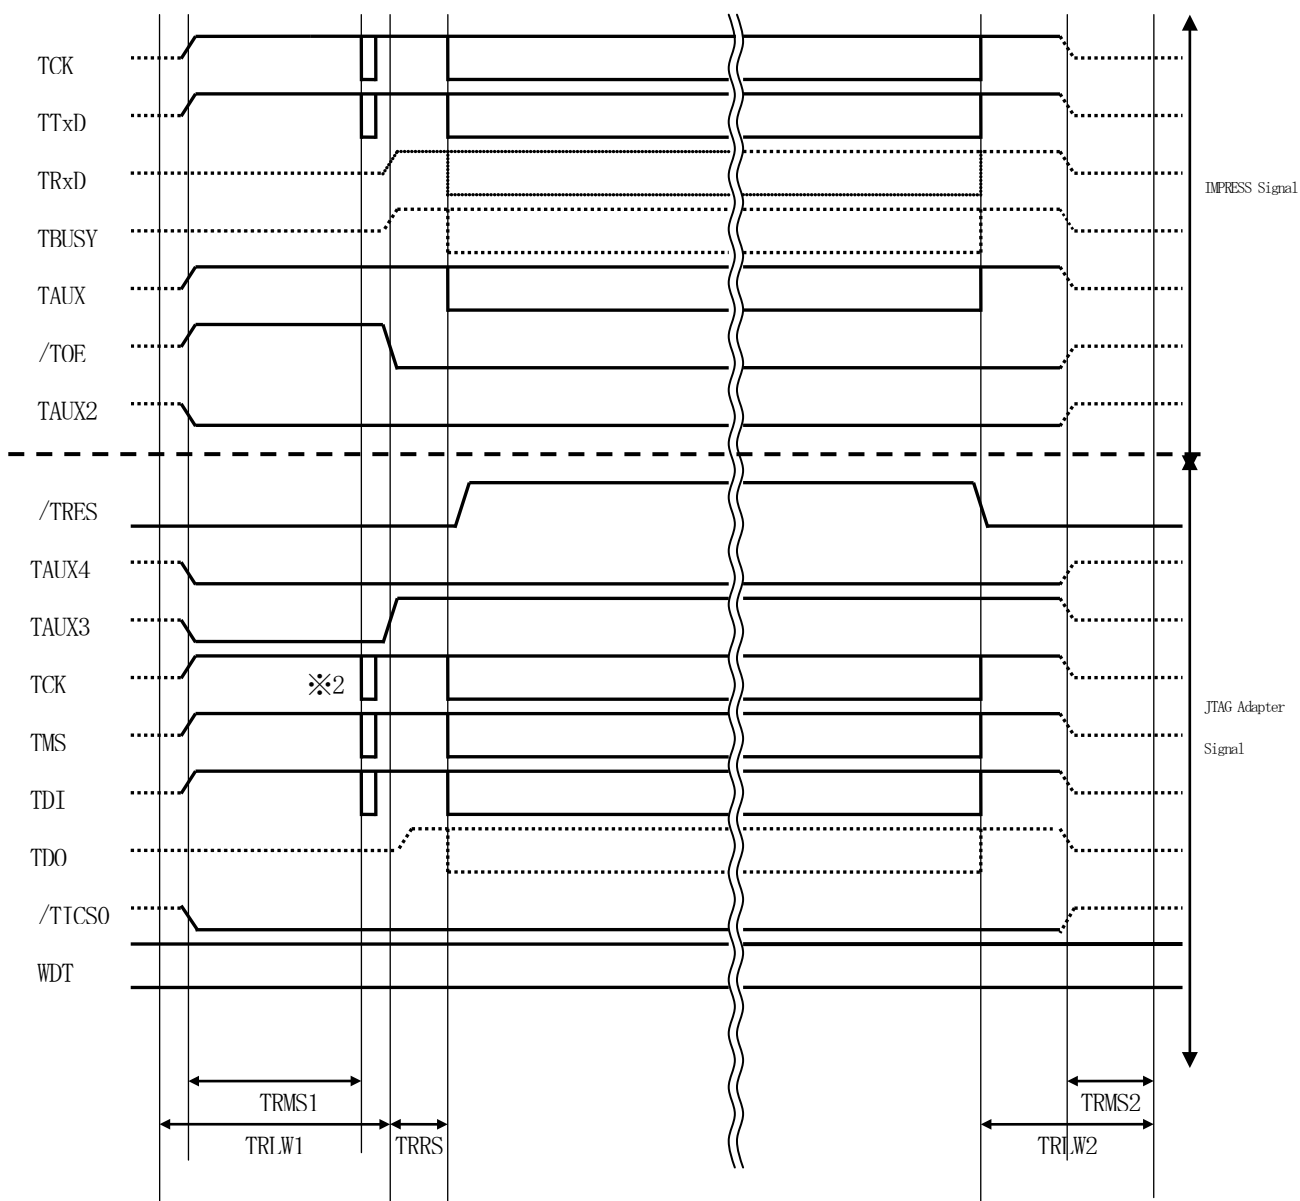 TCK
TTxD
TRxD
IMPRESS Signal
TBUSY
TAUX
/TOE
TAUX2
/TRES
TAUX4
TAUX3
TCK
※2
TMS
JTAG Adapter
Signal
TDI
TDO
/TICSO
WDT
TRMS1
TRMS2
TRLW1
TRRS
TRLW2